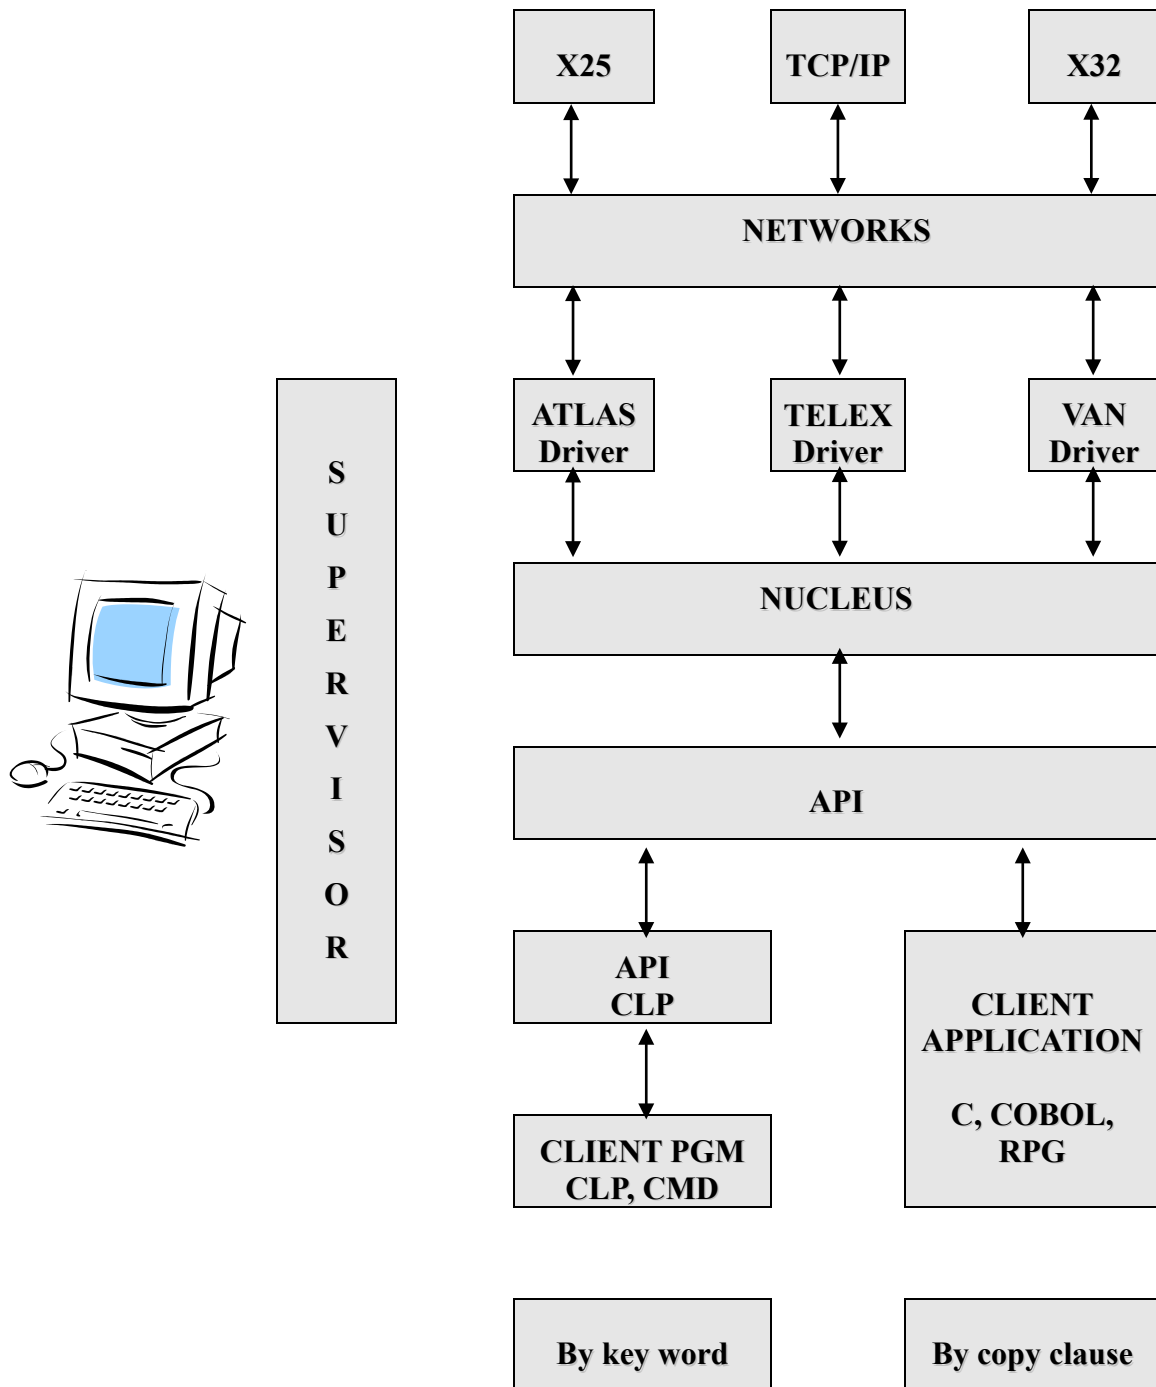 X25
TCP/IP
X32
NETWORKS
ATLAS
Driver
TELEX
Driver
VAN
Driver
S
U
P
E
R
V
I
S
O
R
NUCLEUS
API
API
CLP
CLIENT
APPLICATION
C, COBOL,
RPG
CLIENT PGM
CLP, CMD
By key word
By copy clause